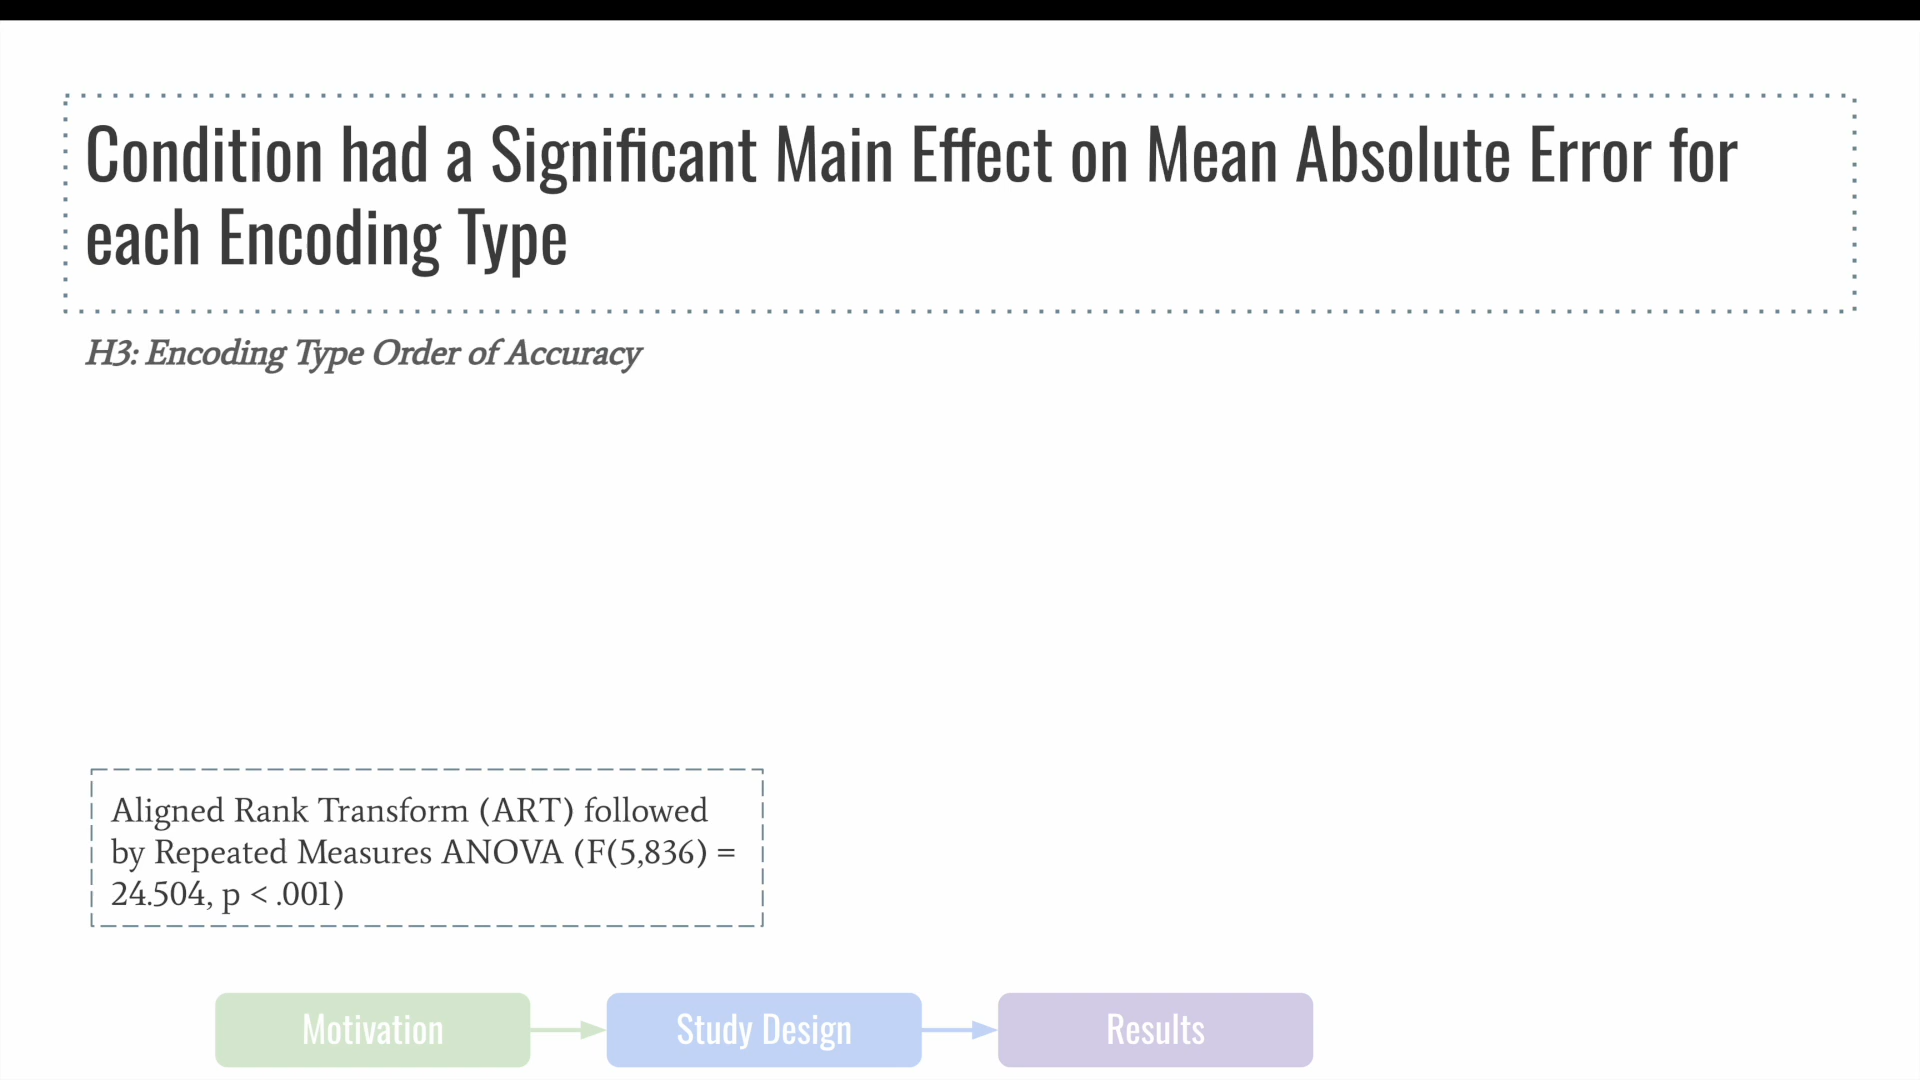 Condition had a Significant Main Effect on Mean Absolute Error for
each Encoding Type
H3: Encoding Type Order of Accuracy
Aligned Rank Transform (ART) followed
by Repeated Measures ANOVA (F(5,836) =
24.504, p < .001)
Motivation
Study Design
Results